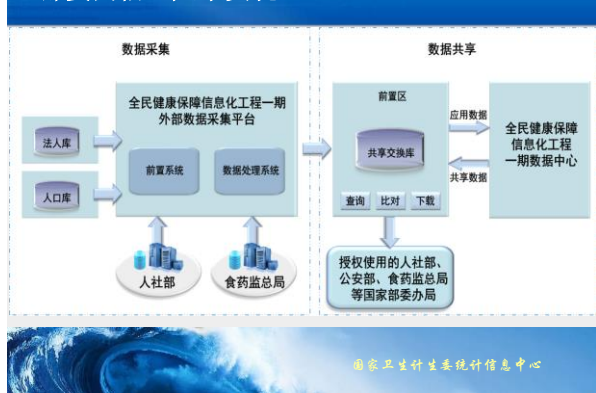 数据采集
数据共享
全民健康保障信息化工程一期
外部数据采集平台
法人库
人口库
前置系统
数据处理系统
人社部
食药监总局
前置区
共享交换库
查询
比对
下载
应用数据
共享数据
全民健康保障
信息化工程
一期数据中心
授权使用的人社部、
公安部、食药监总局
等国家部委办局
国家卫生计生委统计信息中心